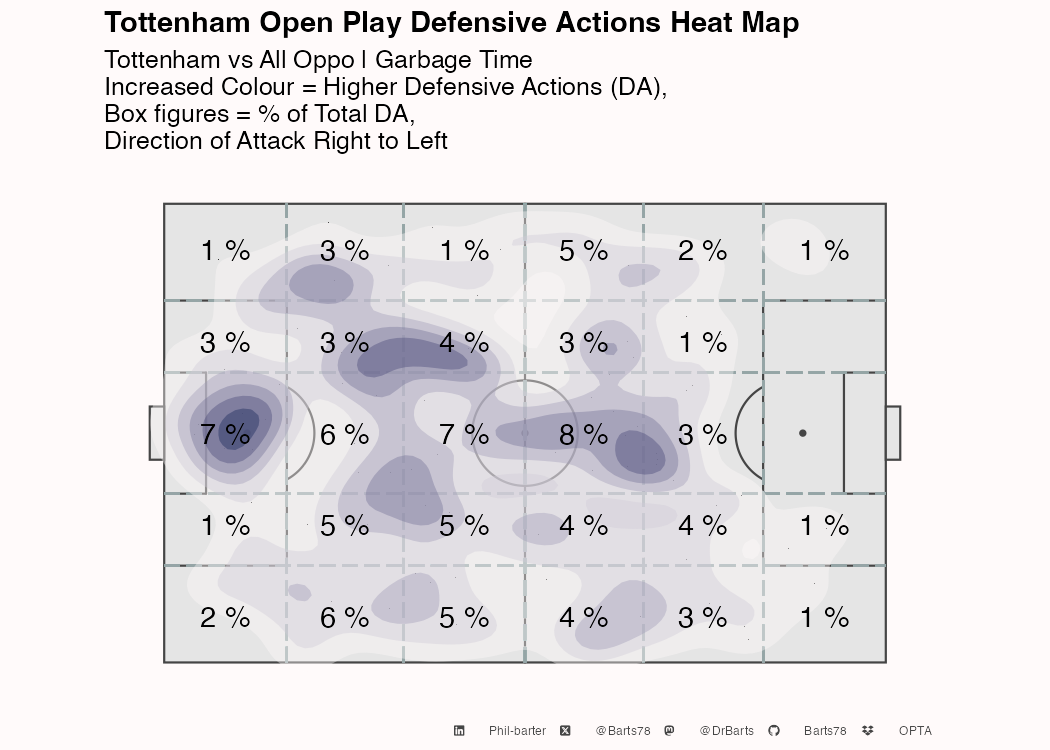 Tottenham Open Play Defensive Actions Heat Map
Tottenham vs All Oppo | Garbage Time
Increased Colour = Higher Defensive Actions (DA),
Box figures = % of Total DA,
Direction of Attack Right to Left
1 % 3 % 1 % 5 % 2 % 1 %
3 % 3 % 4 % 3 % 1 %
7 % 6 % 7 % 8 % 3 %
1 % 5 % 5 % 4 % 4 % 1 %
2 % 6 % 5 % 4 % 3 % 1 %
Phil-barter @Barts78 @DrBarts Barts78 OPTA